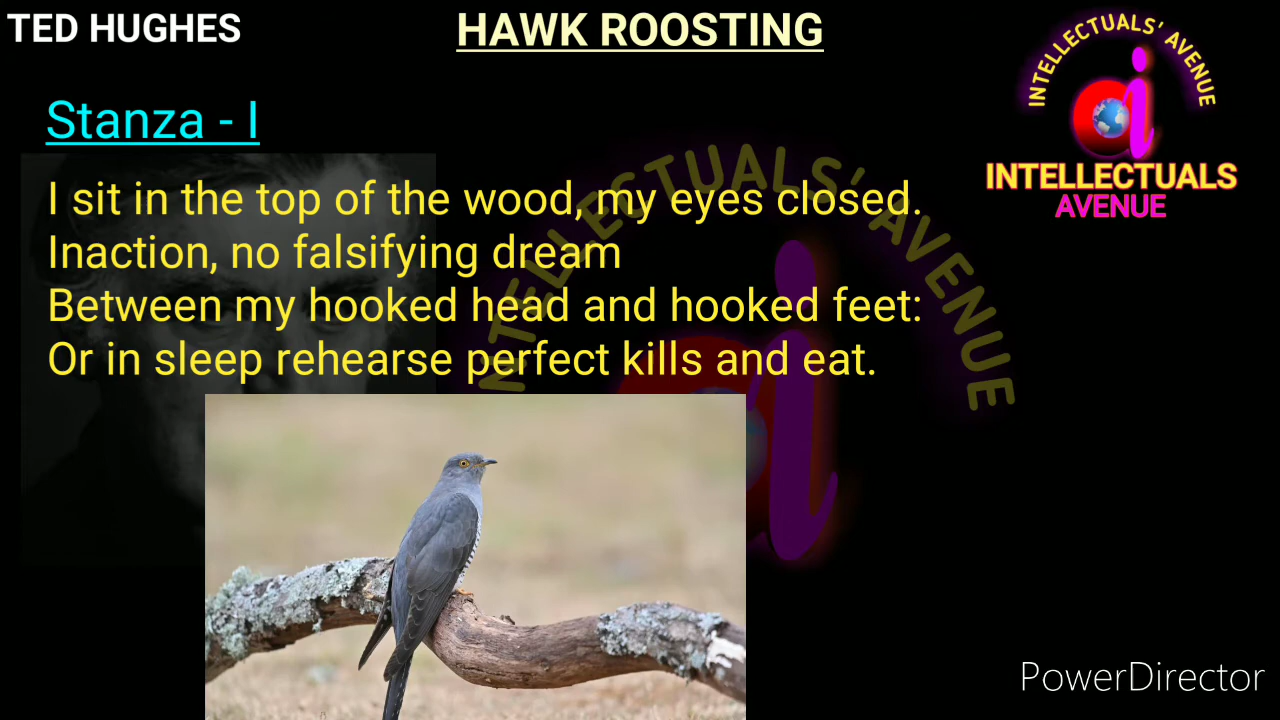 TED HUGHES
HAWK ROOSTING
INTELLECTUALS' AVENUE
INTELLECTUALS
AVENUE
Stanza - I
I sit in the top of the wood, my eyes closed.
Inaction, no falsifying dream
Between my hooked head and hooked feet:
Or in sleep rehearse perfect kills and eat.
INTELLECTUALS' AVENUE
PowerDirector